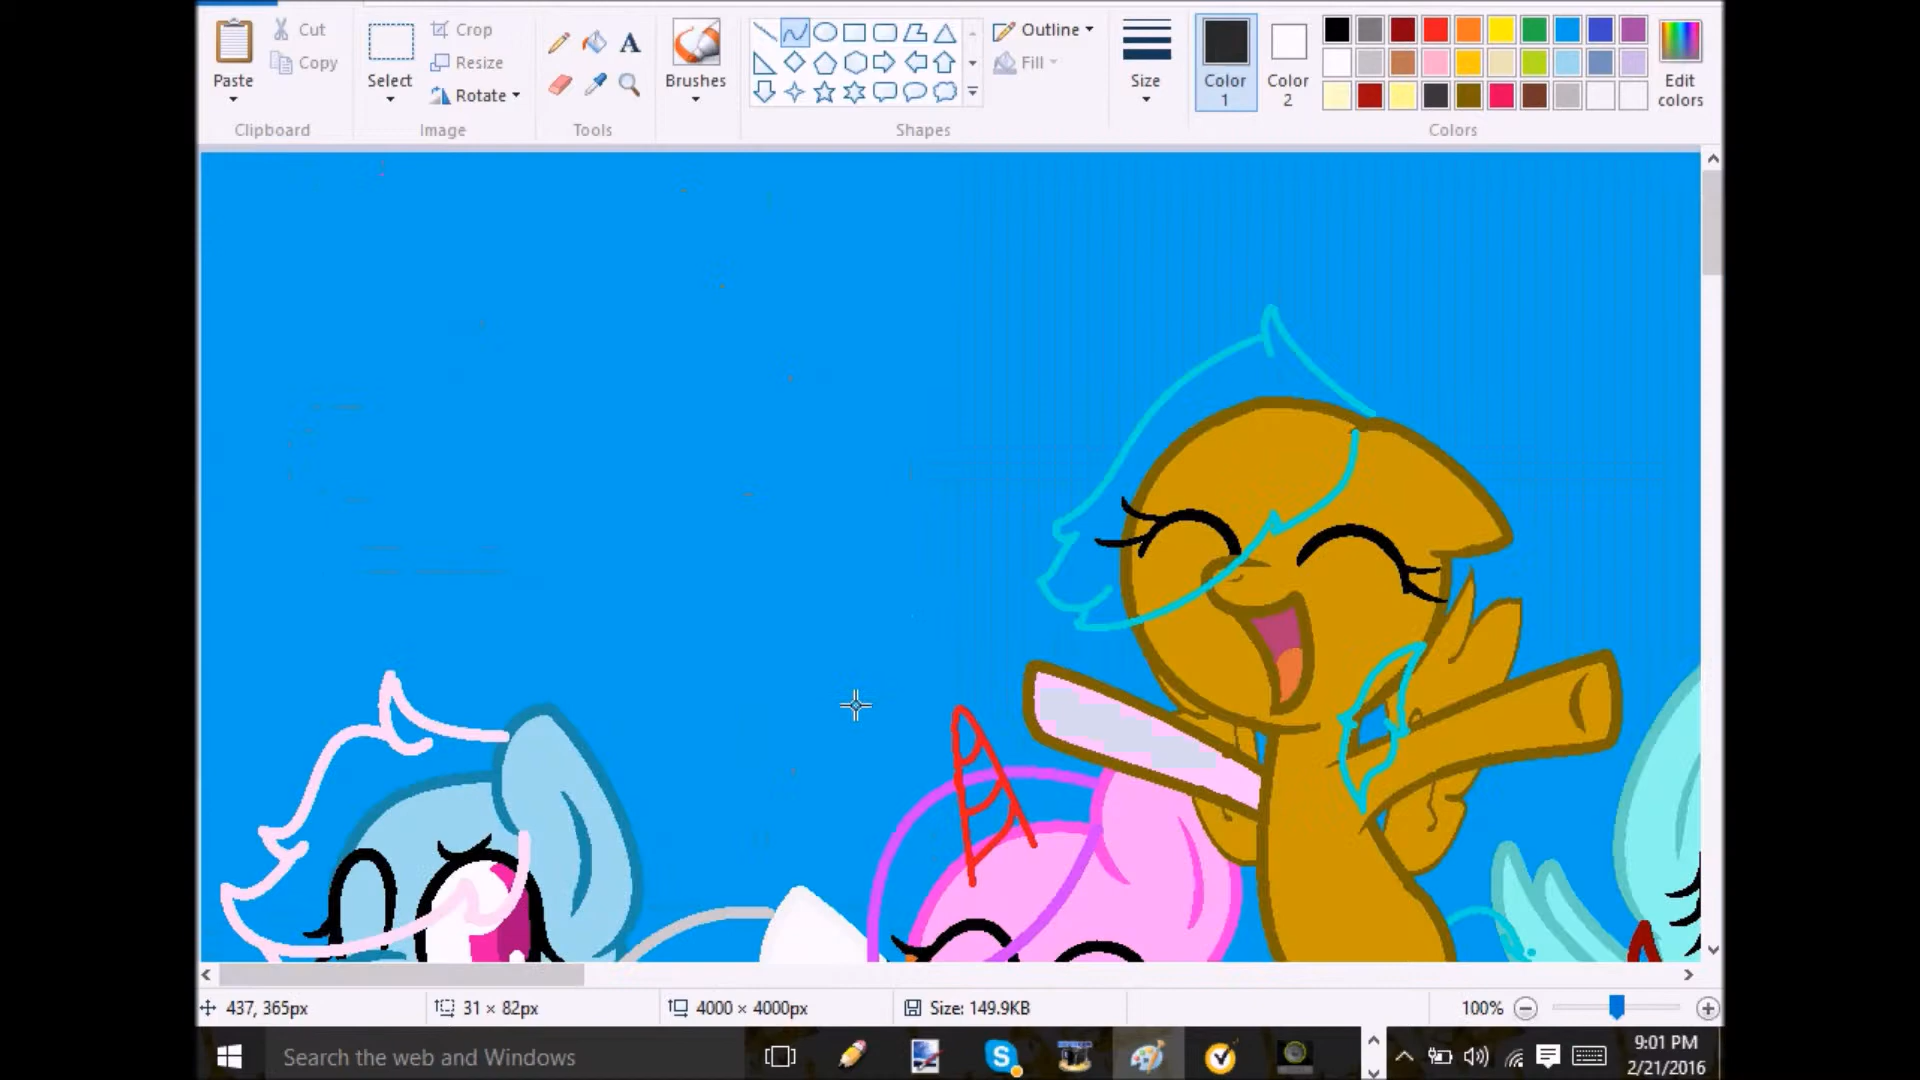 Paste
Cut
Copy
Clipboard
Select
Crop
Resize
Rotate
Image
A
Tools
Brushes
Shapes
Outline
Fill
Size
Color
1
Color
2
Colors
Edit
colors
437, 365px
31 × 82px
4000 × 4000px
Size: 149.9KB
100%
Search the web and Windows
9:01 PM
2/21/2016